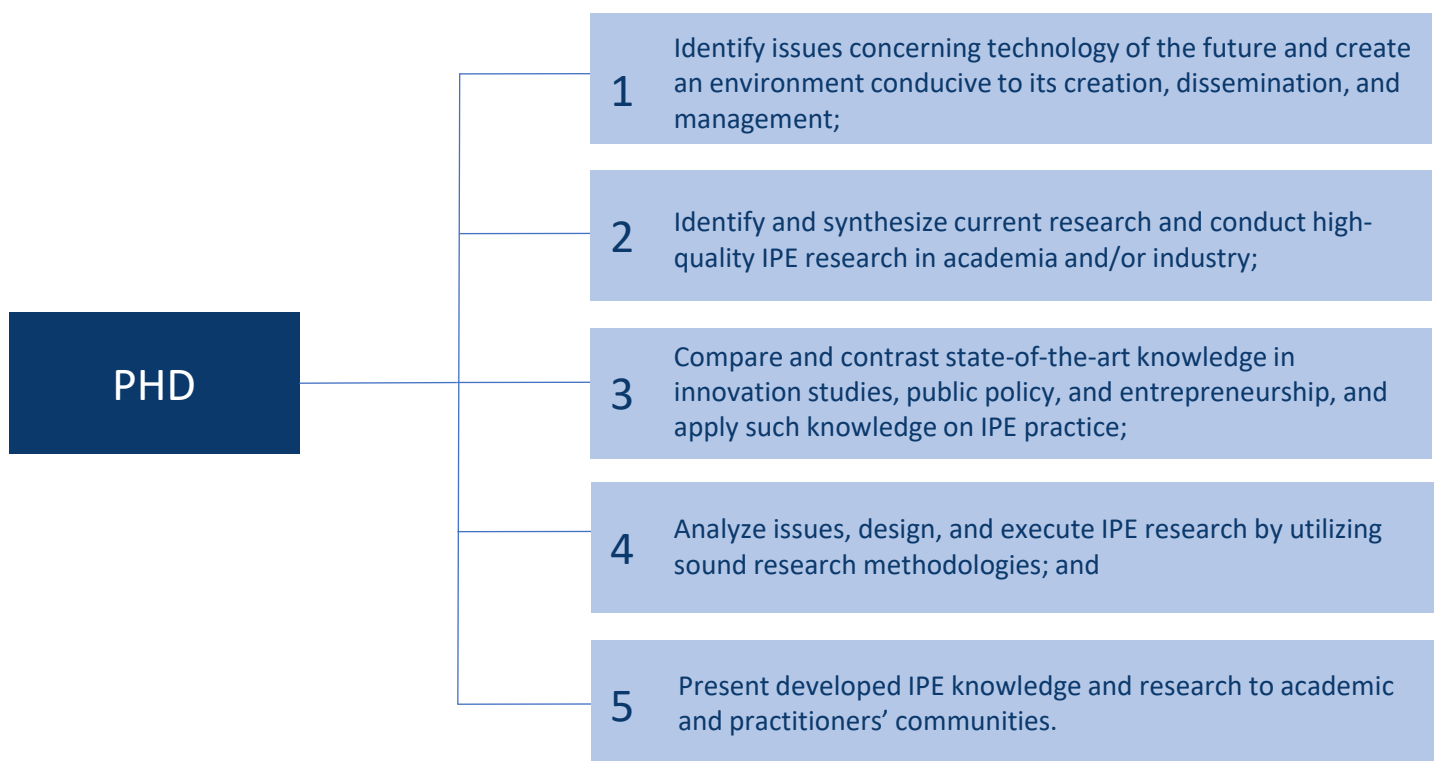 PHD
1
Identify issues concerning technology of the future and create
an environment conducive to its creation, dissemination, and
management;
2
Identify and synthesize current research and conduct high-
quality IPE research in academia and/or industry;
3
Compare and contrast state-of-the-art knowledge in
innovation studies, public policy, and entrepreneurship, and
apply such knowledge on IPE practice;
4
Analyze issues, design, and execute IPE research by utilizing
sound research methodologies; and
5
Present developed IPE knowledge and research to academic
and practitioners’ communities.